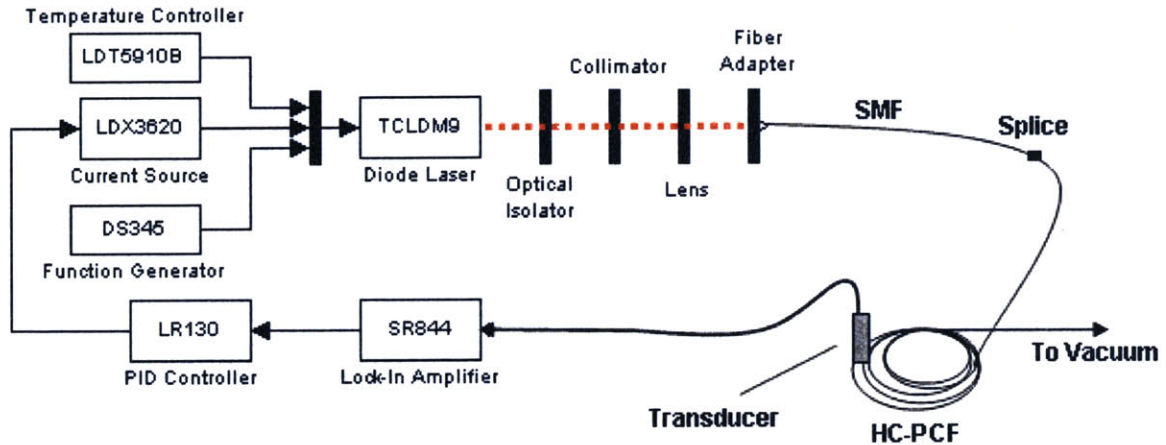 Temperature Controller
LDT5910B
LDX3620
Current Source
DS345
Function Generator
TCLDM9
Diode Laser
Optical
Isolator
Collimator
Lens
Fiber
Adapter
SMF
Splice
LR130
PID Controller
SR844
Lock-In Amplifier
Transducer
HC-PCF
To Vacuum